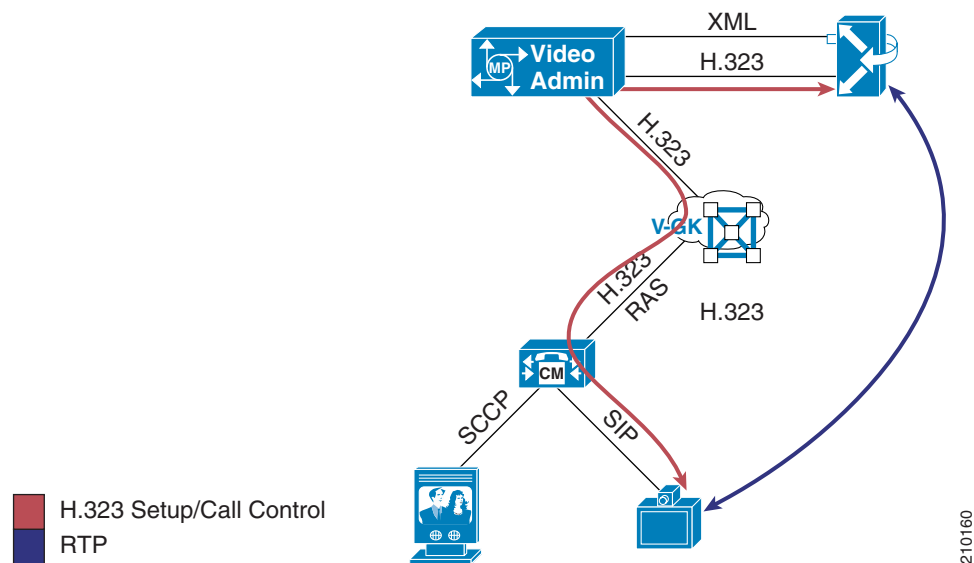 XML
MP
Video
Admin
H.323
H.323
V-GK
H.323
RAS
H.323
CM
SCCP
SIP
H.323 Setup/Call Control
RTP
210160